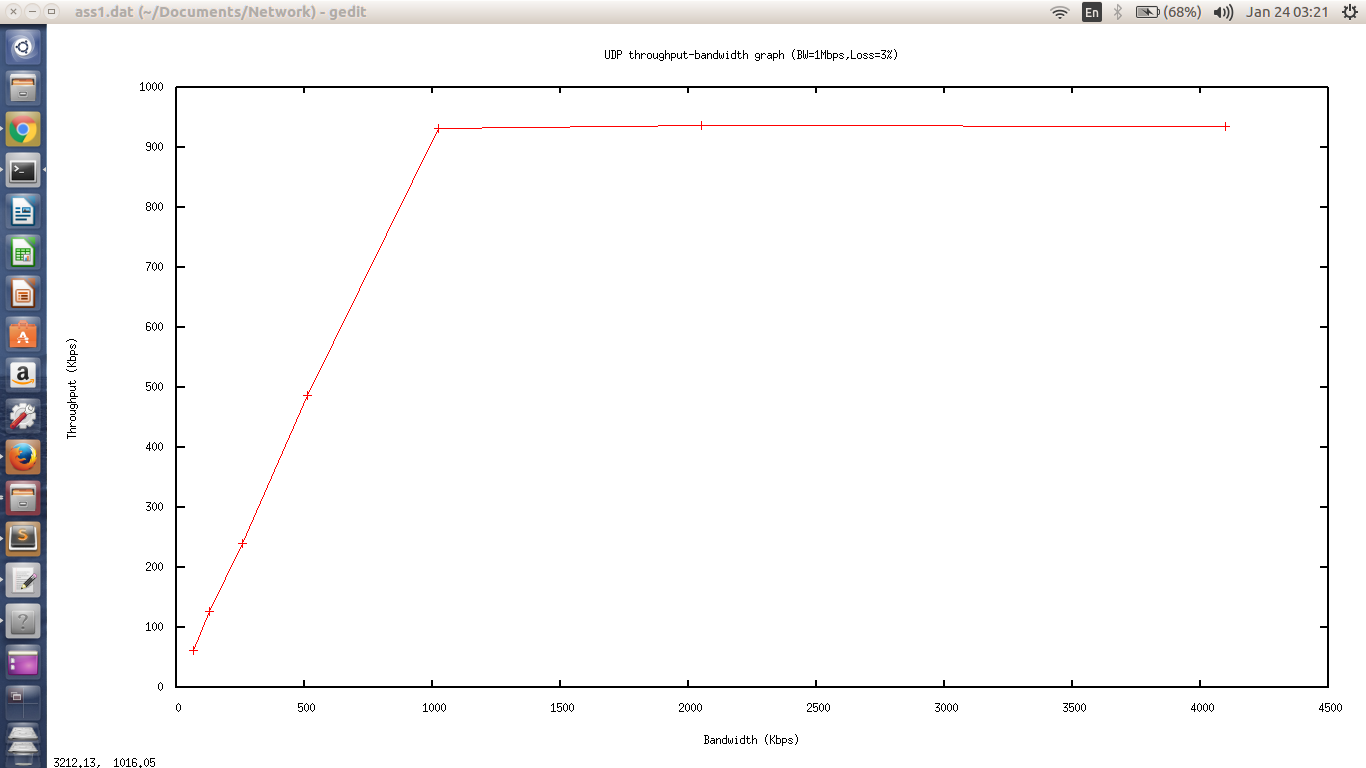 ass1.dat (~/Documents/Network) - gedit
En
(68%)
Jan 24 03:21
UDP throughput-bandwidth graph (BW=1Mbps,Loss=3%)
1000
900
800
700
600
500
400
300
200
100
0
Throughput (Kbps)
0 500 1000 1500 2000 2500 3000 3500 4000 4500
Bandwidth (Kbps)
3212.13, 1016.05